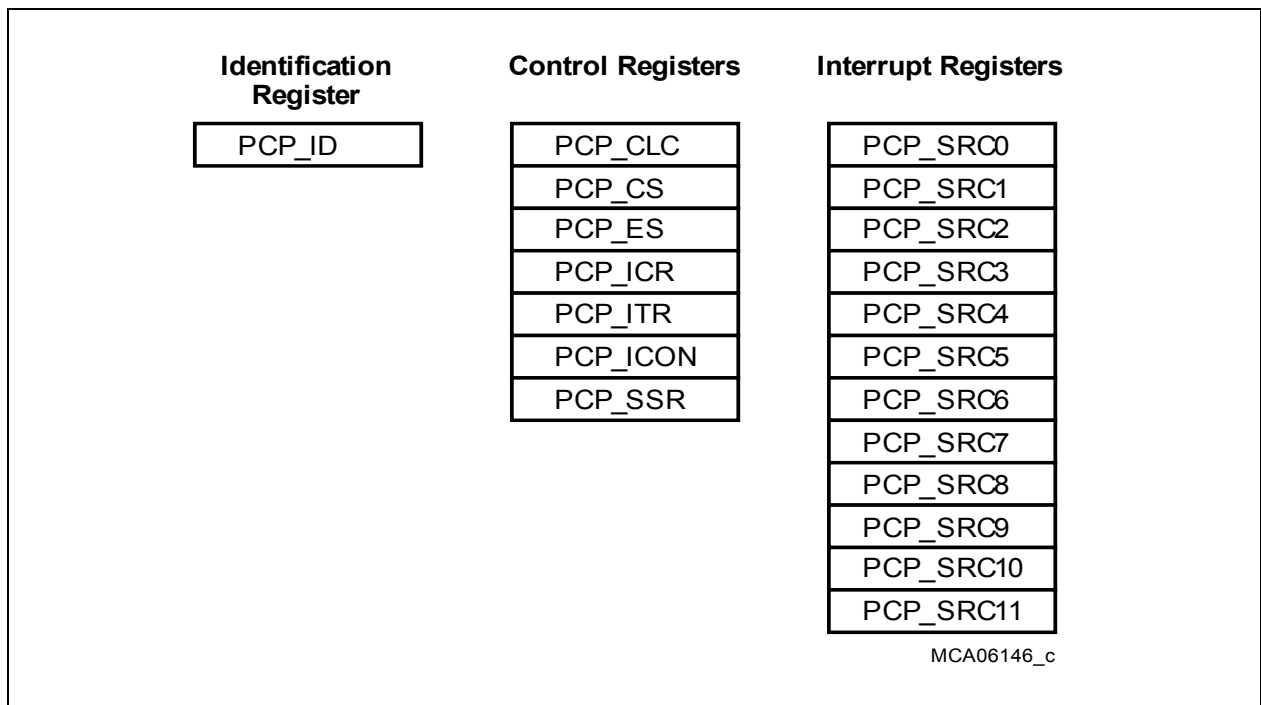 Identification
Register
PCP_ID
Control Registers
PCP_CLC
PCP_CS
PCP_ES
PCP_ICR
PCP_ITR
PCP_ICON
PCP_SSR
Interrupt Registers
PCP_SRC0
PCP_SRC1
PCP_SRC2
PCP_SRC3
PCP_SRC4
PCP_SRC5
PCP_SRC6
PCP_SRC7
PCP_SRC8
PCP_SRC9
PCP_SRC10
PCP_SRC11
MCA06146_c